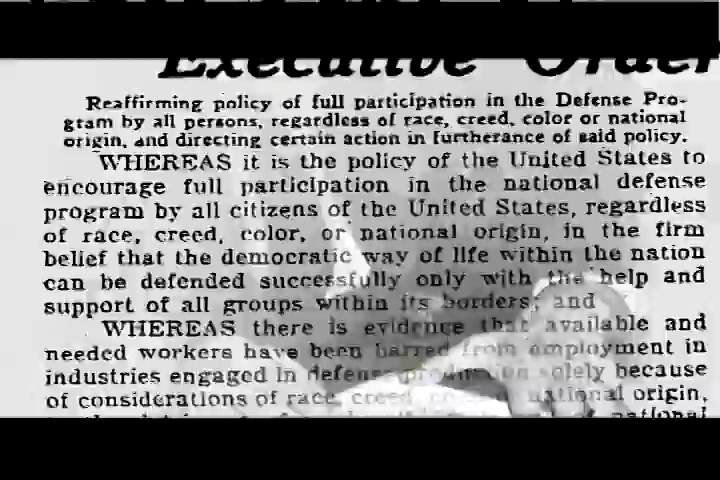 Executive Order
Reaffirming policy of full participation in the Defense Pro-
gram by all persons, regardless of race, creed, color or national
origin, and directing certain action in furtherance of said policy.
WHEREAS it is the policy of the United States to
encourage full participation in the national defense
program by all citizens of the United States, regardless
of race, creed, color, or national origin, in the firm
belief that the democratic way of life within the nation
can be defended successfully only with the help and
support of all groups within its borders; and
WHEREAS there is evidence that available and
needed workers have been barred from employment in
industries engaged in defense production solely because
of considerations of race, creed, color or national origin,
national